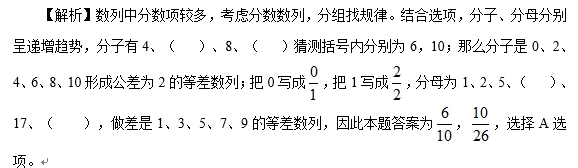 【解析】数列中分数项较多，考虑分数数列，分组找规律。结合选项，分子、分母分别
呈递增趋势，分子有 4、（  ）、8、（  ）猜测括号内分别为 6，10；那么分子是 0、2、
4、6、8、10 形成公差为 2 的等差数列；把 0 写成 0/1，把 1 写成 2/2，分母为 1、2、5、（  ）、
17、（  ），做差是 1、3、5、7、9 的等差数列，因此本题答案为 6/10，10/26，选择 A 选
项。↵